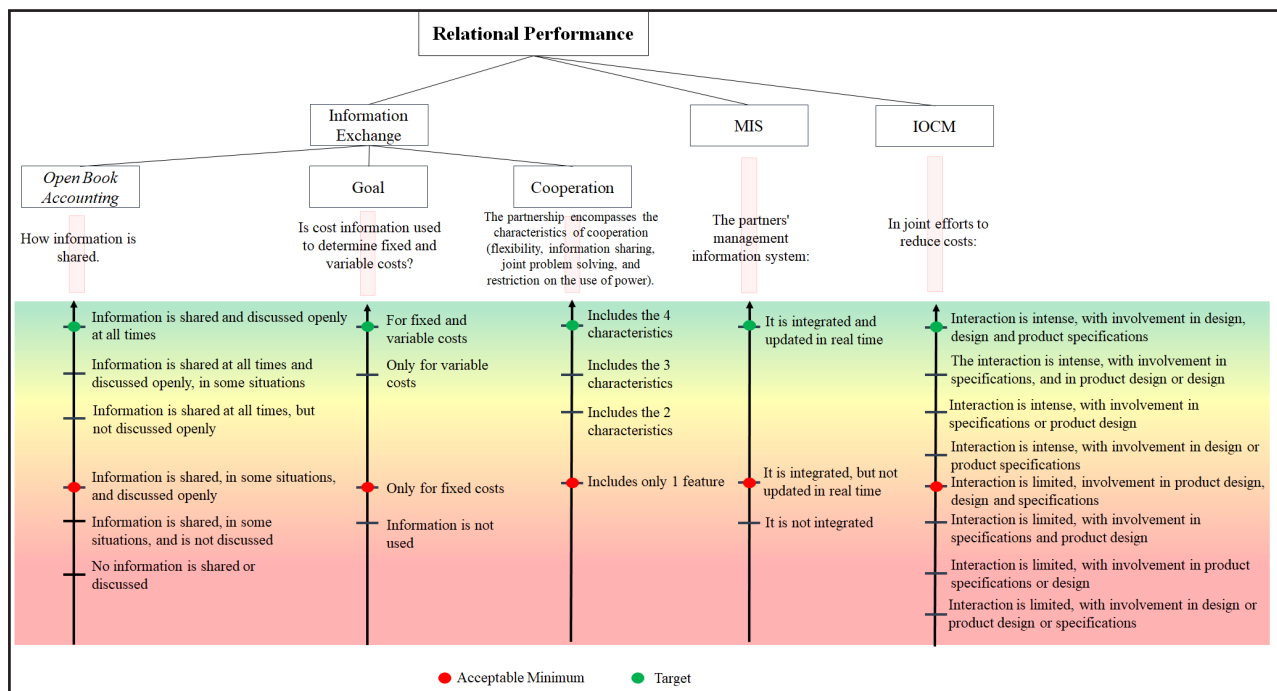 Relational Performance
Information
Exchange
MIS
IOCM
Open Book
Accounting
Goal
Cooperation
How information is
shared.
Is cost information used
to determine fixed and
variable costs?
The partnership encompasses the
characteristics of cooperation
(flexibility, information sharing,
joint problem solving, and
restriction on the use of power).
The partners'
management
information system:
In joint efforts to
reduce costs:
Information is shared and discussed openly
at all times
Information is shared at all times and
discussed openly, in some situations
Information is shared at all times, but
not discussed openly
Information is shared, in some situations,
and discussed openly
Information is shared, in some
situations, and is not discussed
No information is shared or
discussed
For fixed and
variable costs
Only for variable
costs
Only for fixed costs
Information is not
used
Includes the 4
characteristics
Includes the 3
characteristics
Includes the 2
characteristics
Includes only 1 feature
It is integrated and
updated in real time
It is integrated, but not
updated in real time
It is not integrated
Interaction is intense, with involvement in design,
design and product specifications
The interaction is intense, with involvement in
specifications, and in product design or design
Interaction is intense, with involvement in
specifications or product design
Interaction is intense, with involvement in design or
product specifications
Interaction is limited, involvement in product design,
design and specifications
Interaction is limited, with involvement in
specifications and product design
Interaction is limited, with involvement in product
specifications or design
Interaction is limited, with involvement in design or
product design or specifications
Acceptable Minimum
Target